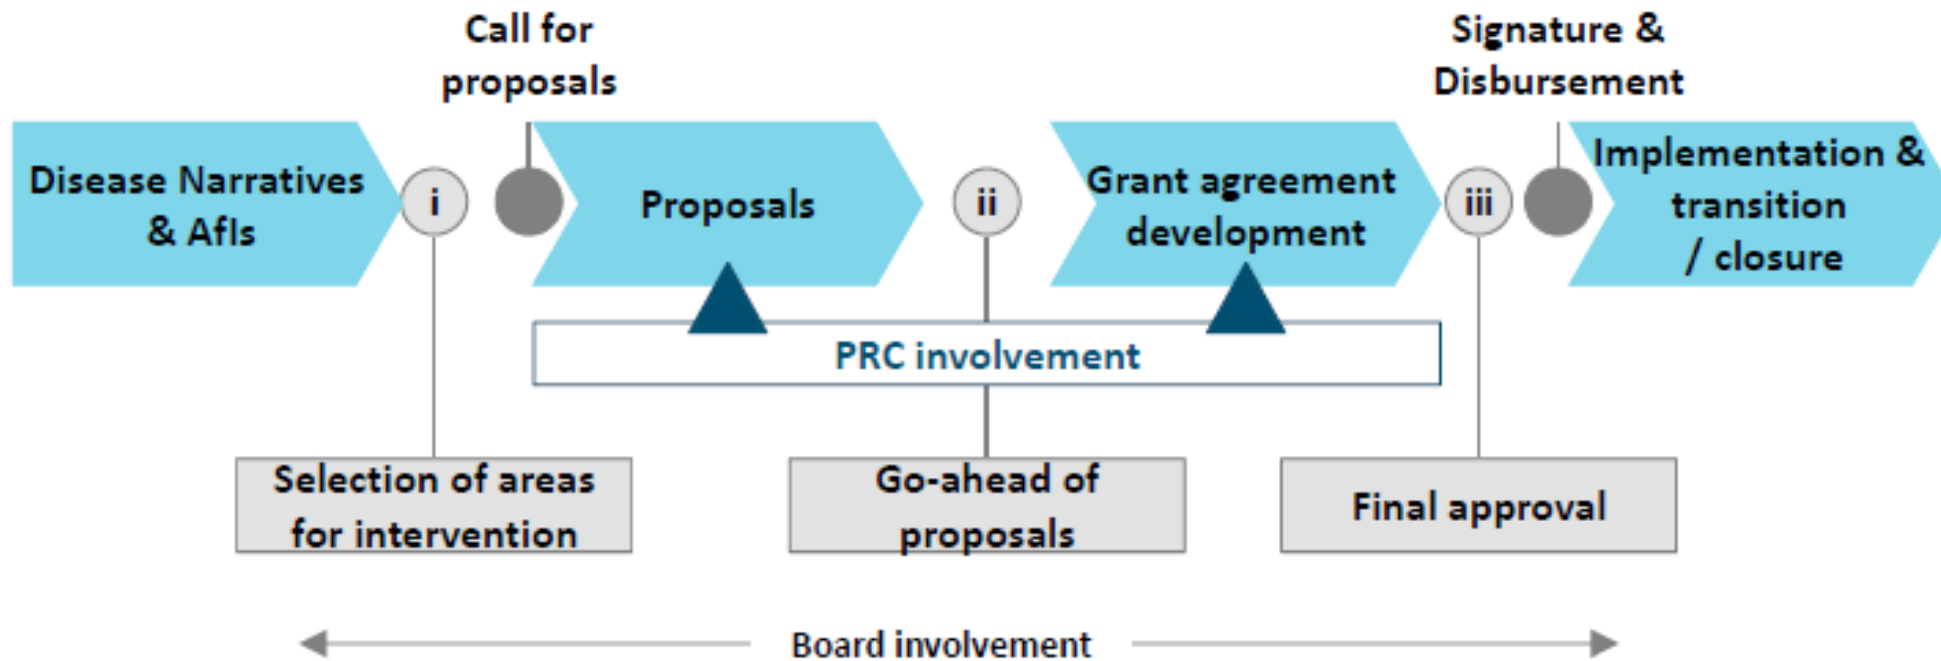 Call for
proposals
Signature &
Disbursement
Disease Narratives
& AfIs
i
Proposals
ii
Grant agreement
development
iii
Implementation &
transition
/ closure
PRC involvement
Selection of areas
for intervention
Go-ahead of
proposals
Final approval
Board involvement